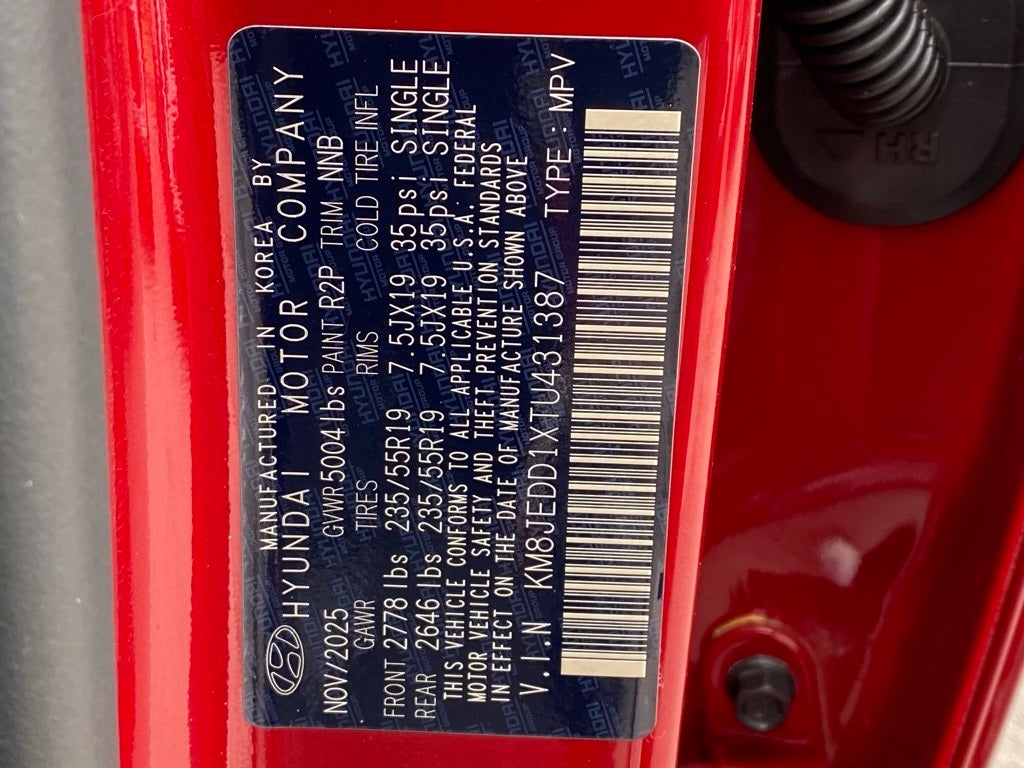 MANUFACTURED IN KOREA BY
HYUNDAI MOTOR COMPANY
NOV/2025 GVWR 5004 lbs PAINT R2P TRIM NNB
GAWR TIRES RIMS COLD TIRE INFL
FRONT 2778 lbs 235/55R19 7.5JX19 35psi SINGLE
REAR 2646 lbs 235/55R19 7.5JX19 35psi SINGLE
THIS VEHICLE CONFORMS TO ALL APPLICABLE U.S.A. FEDERAL
MOTOR VEHICLE SAFETY AND THEFT PREVENTION STANDARDS
IN EFFECT ON THE DATE OF MANUFACTURE SHOWN ABOVE
V.I.N KM8JEDD1XTU431387 TYPE : MPV
RH